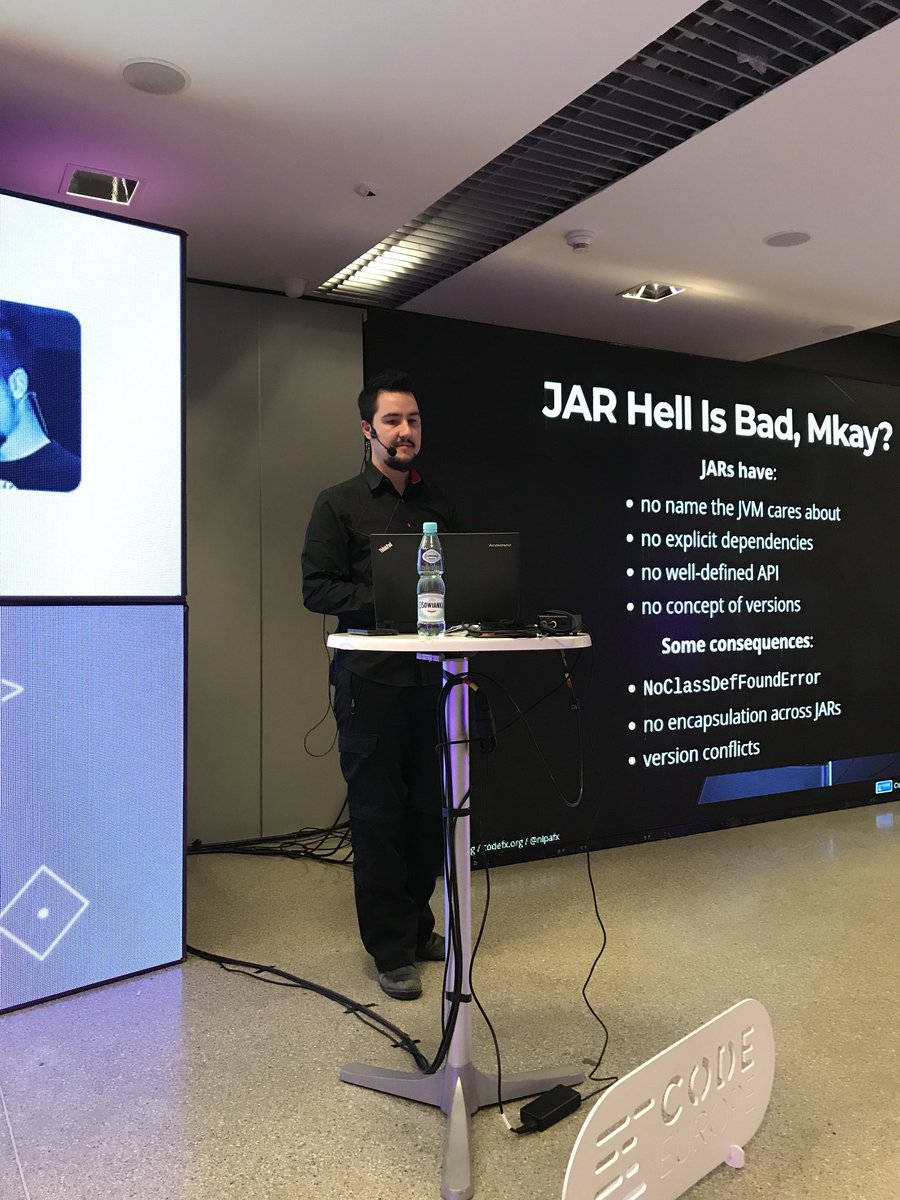 JAR Hell Is Bad, Mkay?
JARs have:
• no name the JVM cares about
• no explicit dependencies
• no well-defined API
• no concept of versions
Some consequences:
• NoClassDefFoundError
• no encapsulation across JARs
• version conflicts
/ codefx.org / @nipafx
ThinkPad
lenovo
CODE
EUROPE